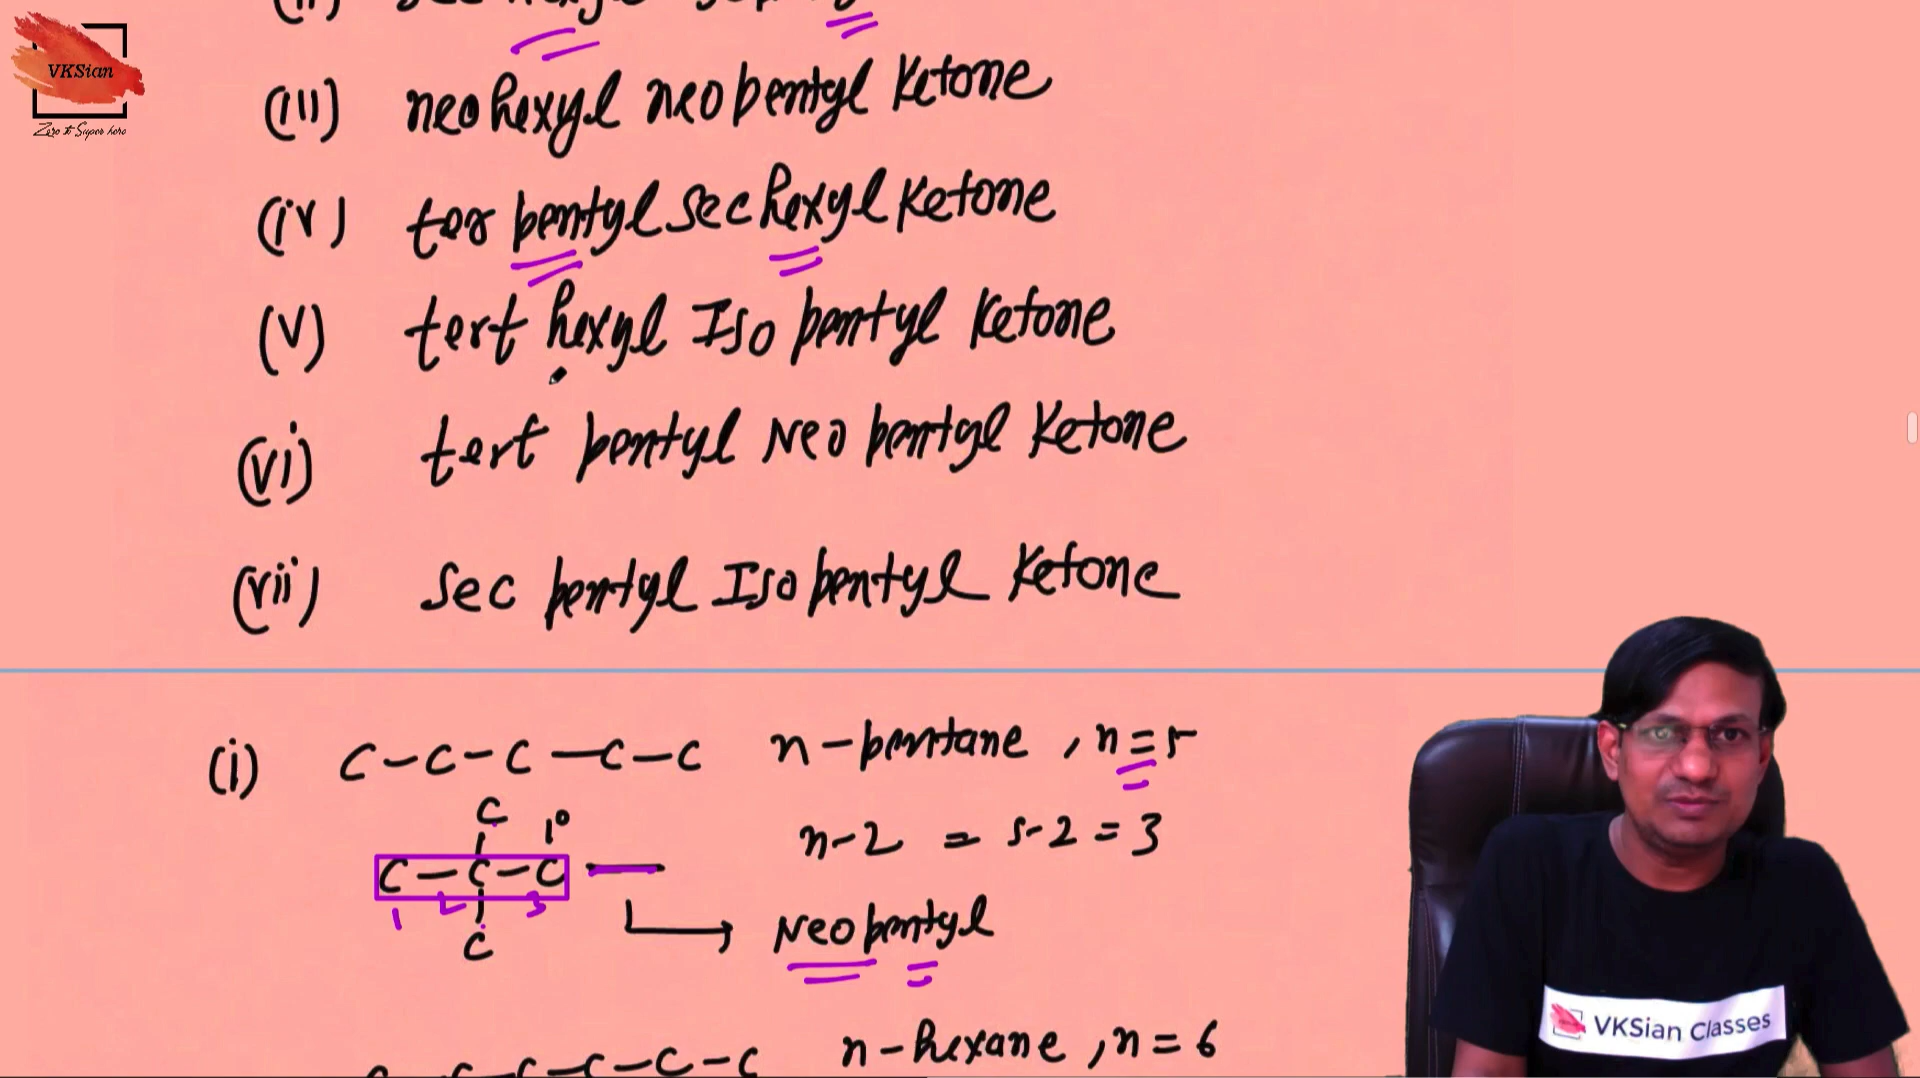 VKSian
Zero to Super hero
(iii) neohexyl neopentyl Ketone
(iv) ter pentyl sec hexyl Ketone
(v) tert hexyl Iso pentyl Ketone
(vi) tert pentyl Neo pentyl Ketone
(vii) Sec pentyl Iso pentyl Ketone
(i) C-C-C-C-C n-pentane, n=5
C 1°
n-2 = 5-2 = 3
C-C-C
1 2 3
Neo pentyl
C
n-hexane, n=6
C-C-C-C-C
VKSian Classes